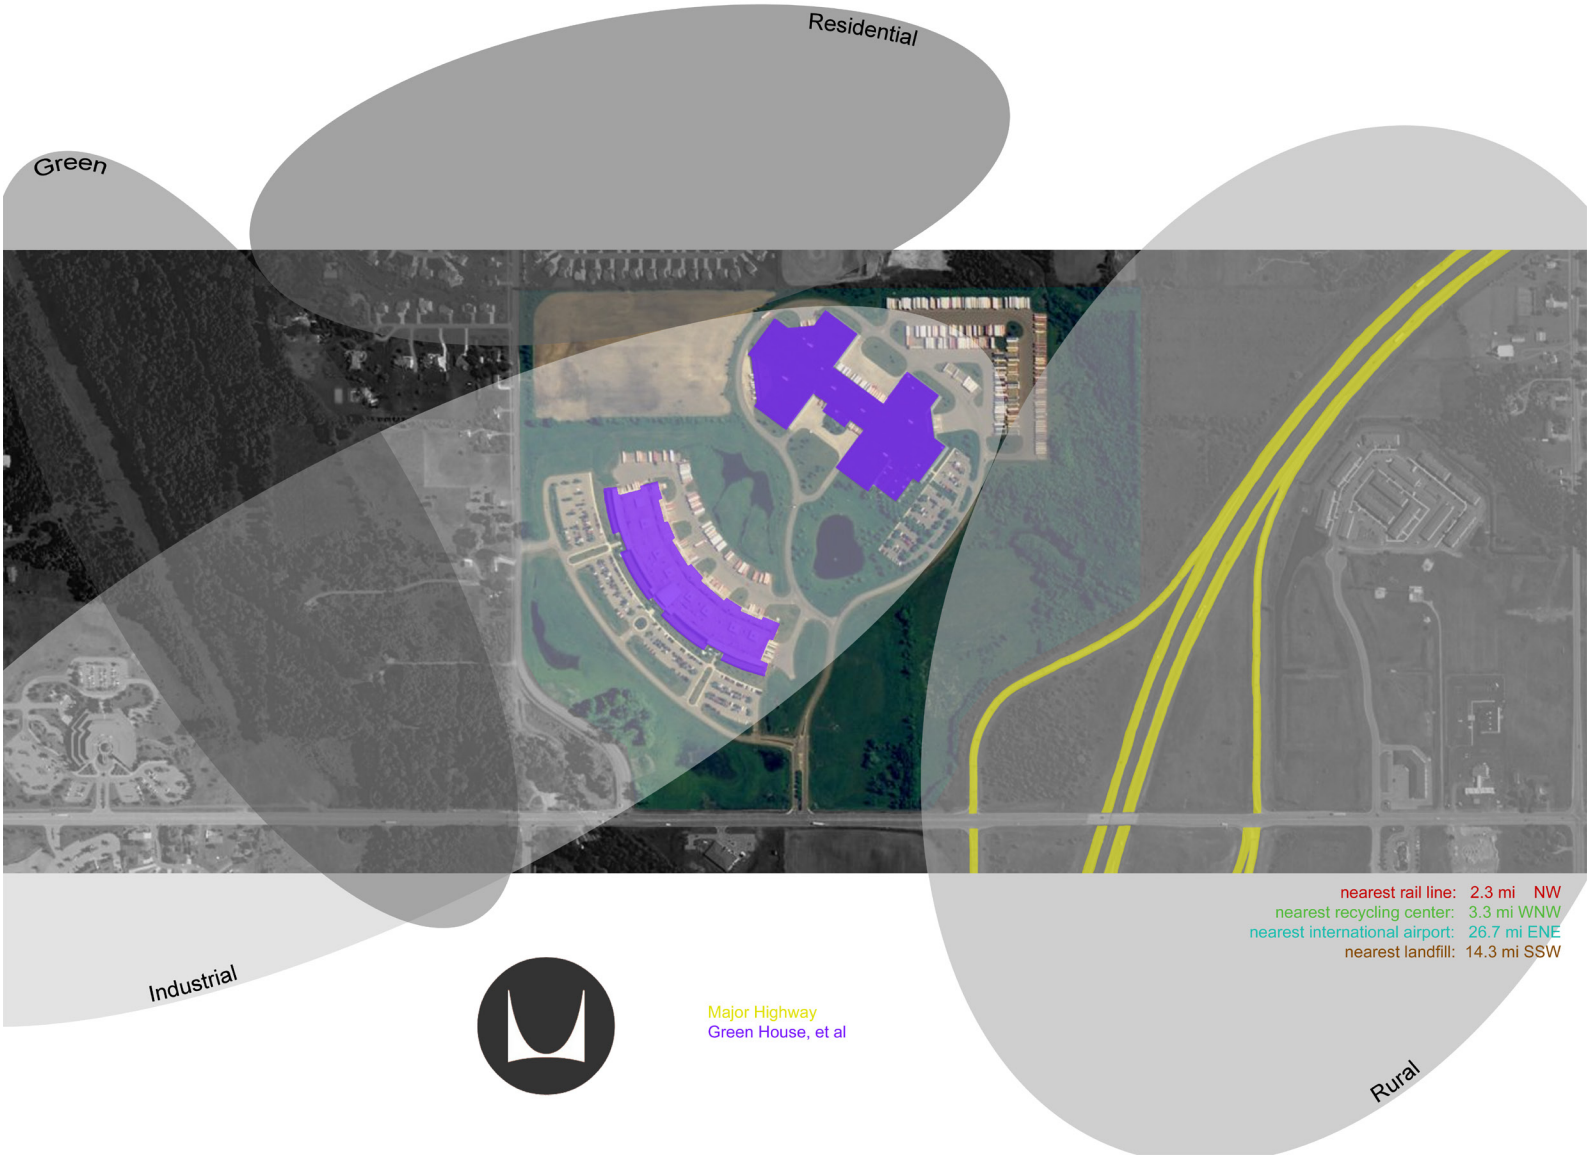 Residential
Green
nearest rail line: 2.3 mi NW
nearest recycling center: 3.3 mi WNW
nearest international airport: 26.7 mi ENE
nearest landfill: 14.3 mi SSW
Industrial
Major Highway
Green House, et al
Rural